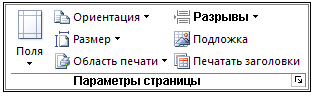 Поля
Ориентация
Размер
Область печати
Разрывы
Подложка
Печатать заголовки
Параметры страницы